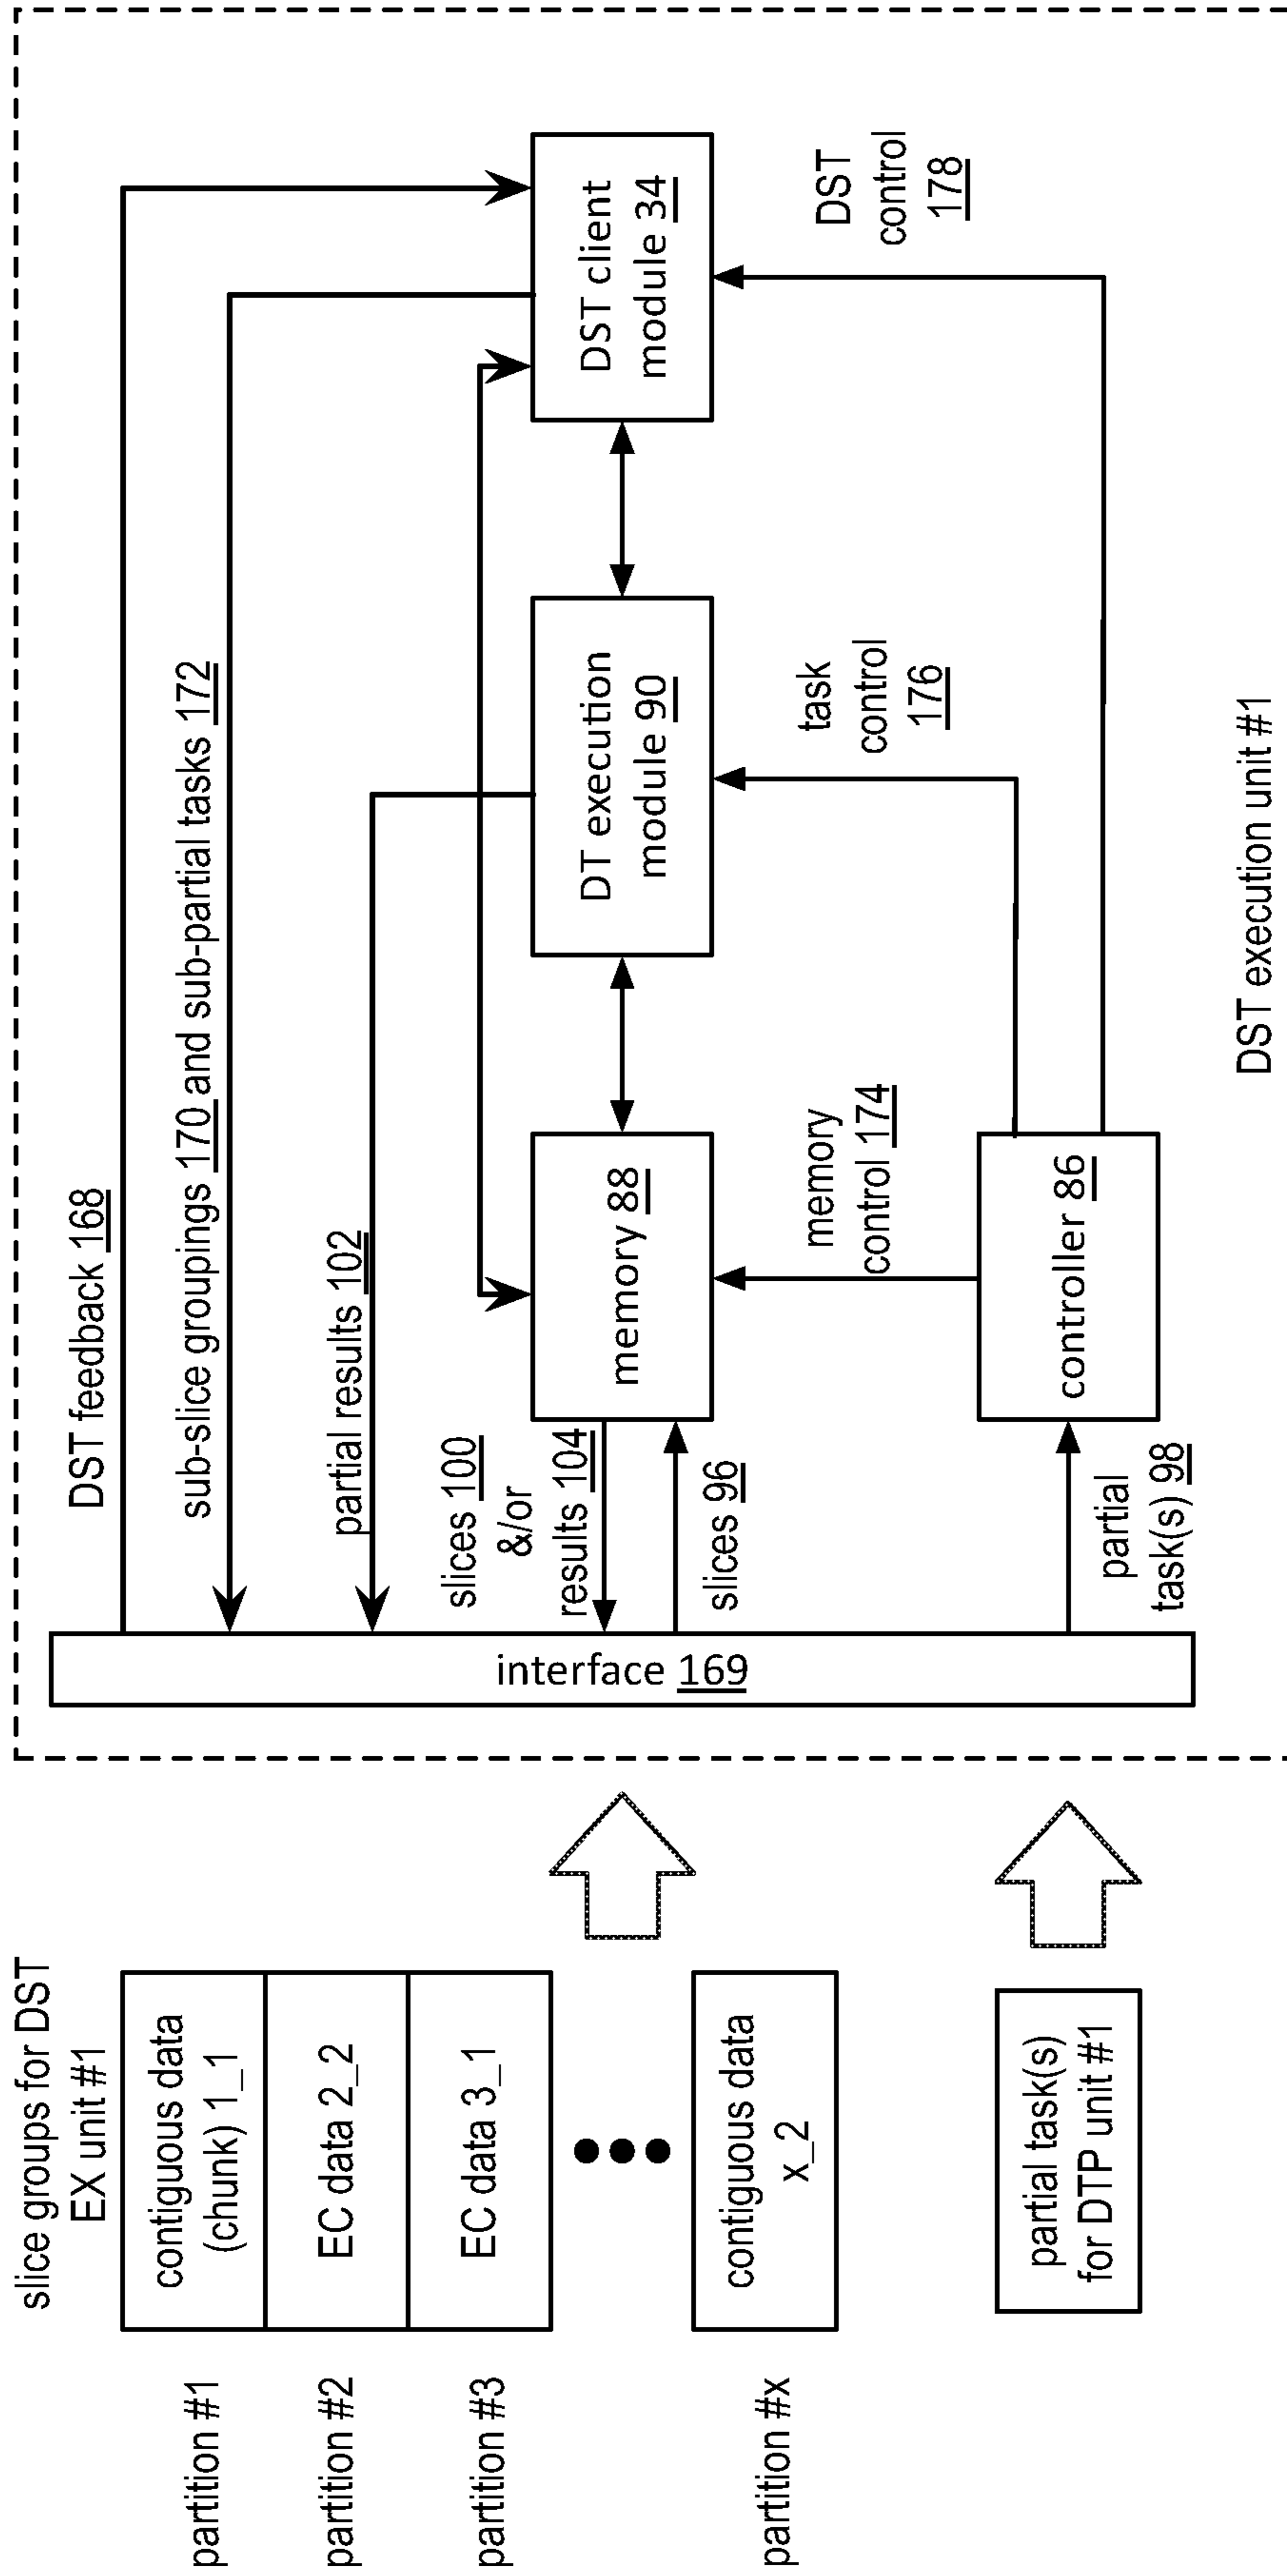 slice groups for DST
EX unit #1
partition #1
contiguous data
(chunk) 1_1
partition #2
EC data 2_2
partition #3
EC data 3_1
partition #x
contiguous data
x_2
partial task(s)
for DTP unit #1
interface 169
DST feedback 168
sub-slice groupings 170 and sub-partial tasks 172
partial results 102
slices 100
&/or
results 104
slices 96
partial
task(s) 98
memory 88
DT execution
module 90
DST client
module 34
memory
control 174
task
control
176
DST
control
178
controller 86
DST execution unit #1